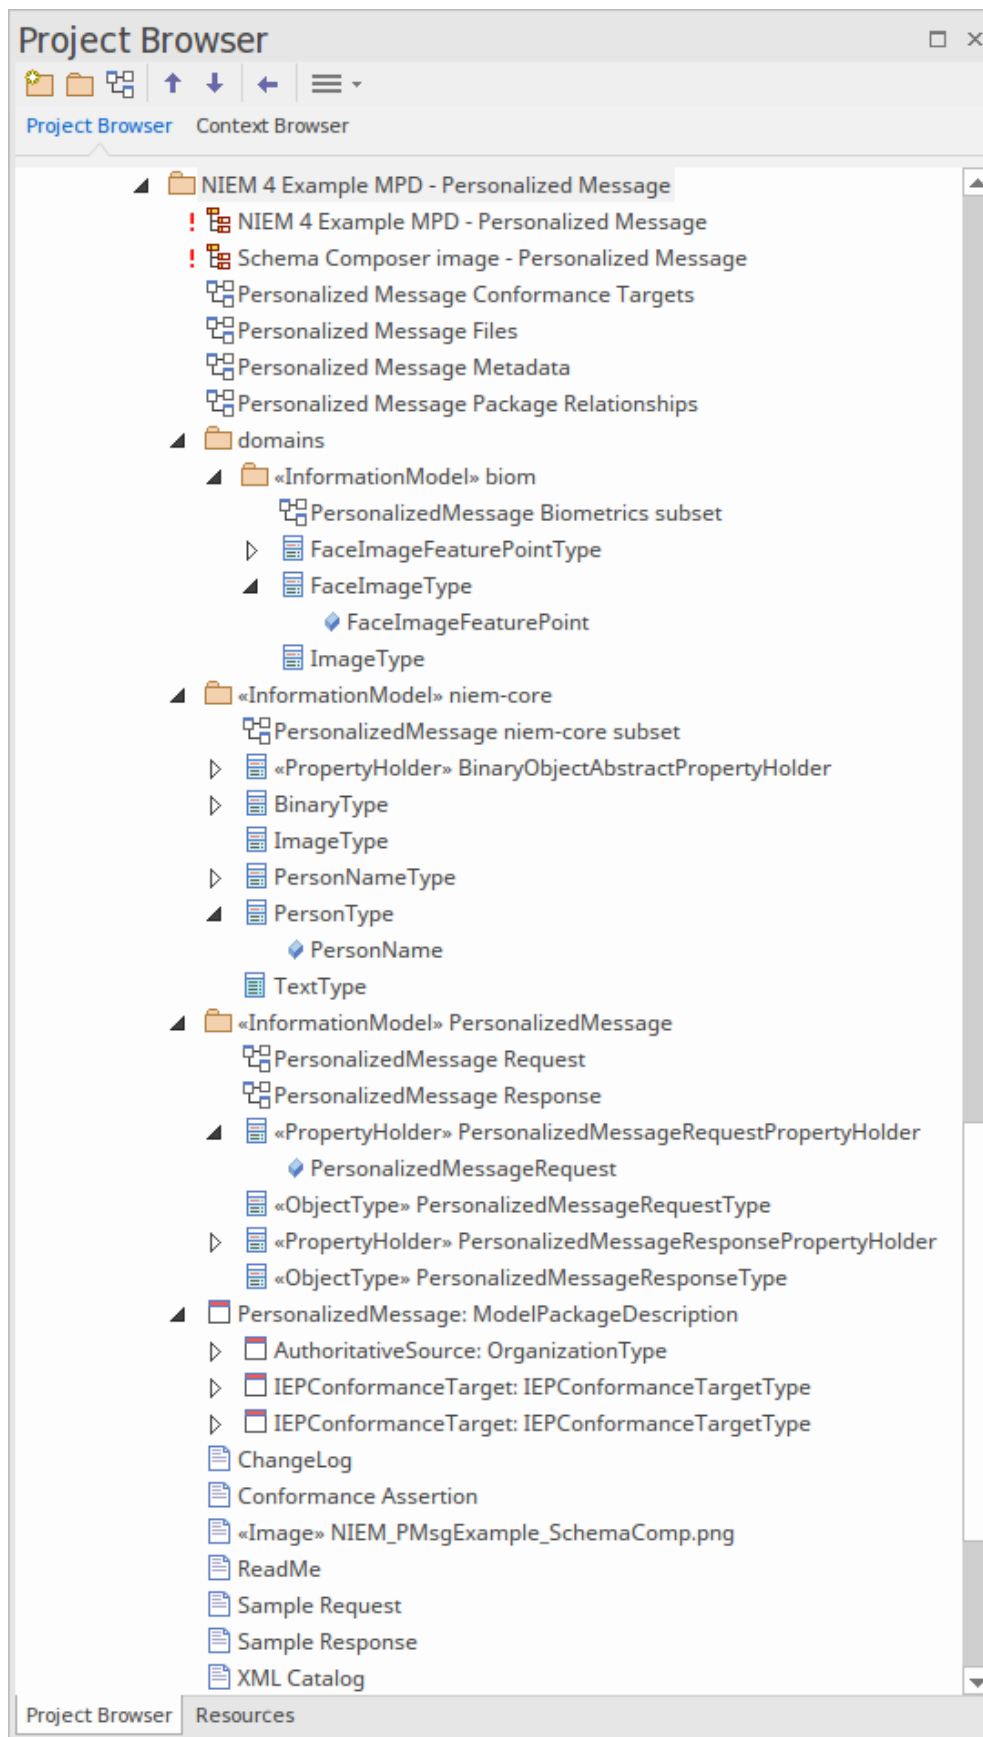 Project Browser
Project Browser Context Browser
NIEM 4 Example MPD - Personalized Message
! NIEM 4 Example MPD - Personalized Message
! Schema Composer image - Personalized Message
Personalized Message Conformance Targets
Personalized Message Files
Personalized Message Metadata
Personalized Message Package Relationships
domains
«InformationModel» biom
PersonalizedMessage Biometrics subset
FaceImageFeaturePointType
FaceImageType
FaceImageFeaturePoint
ImageType
«InformationModel» niem-core
PersonalizedMessage niem-core subset
«PropertyHolder» BinaryObjectAbstractPropertyHolder
BinaryType
ImageType
PersonNameType
PersonType
PersonName
TextType
«InformationModel» PersonalizedMessage
PersonalizedMessage Request
PersonalizedMessage Response
«PropertyHolder» PersonalizedMessageRequestPropertyHolder
PersonalizedMessageRequest
«ObjectType» PersonalizedMessageRequestType
«PropertyHolder» PersonalizedMessageResponsePropertyHolder
«ObjectType» PersonalizedMessageResponseType
PersonalizedMessage: ModelPackageDescription
AuthoritativeSource: OrganizationType
IEPConformanceTarget: IEPConformanceTargetType
IEPConformanceTarget: IEPConformanceTargetType
ChangeLog
Conformance Assertion
«Image» NIEM_PMsgExample_SchemaComp.png
ReadMe
Sample Request
Sample Response
XML Catalog
Project Browser Resources